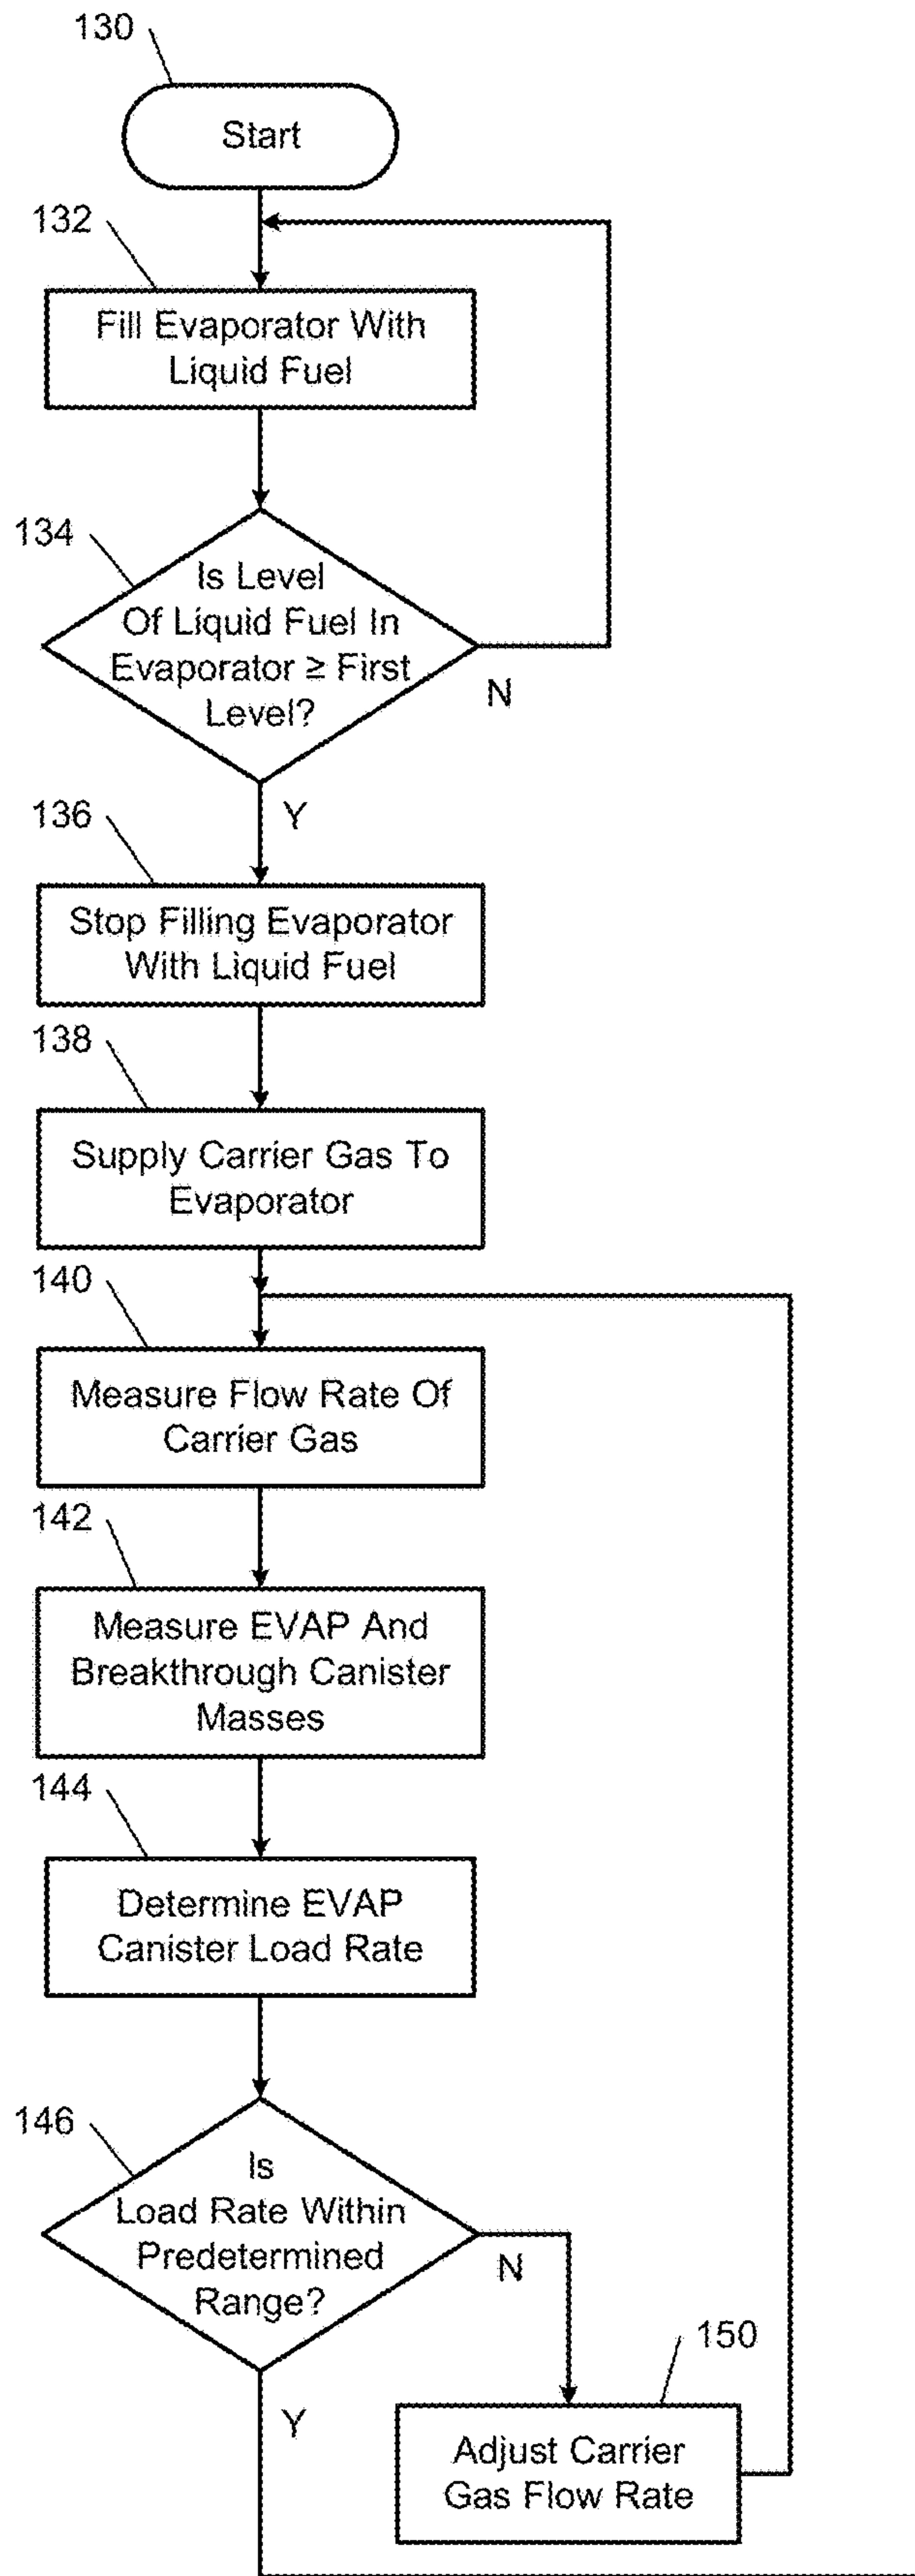 130
Start
132
Fill Evaporator With
Liquid Fuel
134
Is Level
Of Liquid Fuel In
Evaporator ≥ First
Level?
N
Y
136
Stop Filling Evaporator
With Liquid Fuel
138
Supply Carrier Gas To
Evaporator
140
Measure Flow Rate Of
Carrier Gas
142
Measure EVAP And
Breakthrough Canister
Masses
144
Determine EVAP
Canister Load Rate
146
Is
Load Rate Within
Predetermined
Range?
N
150
Y
Adjust Carrier
Gas Flow Rate